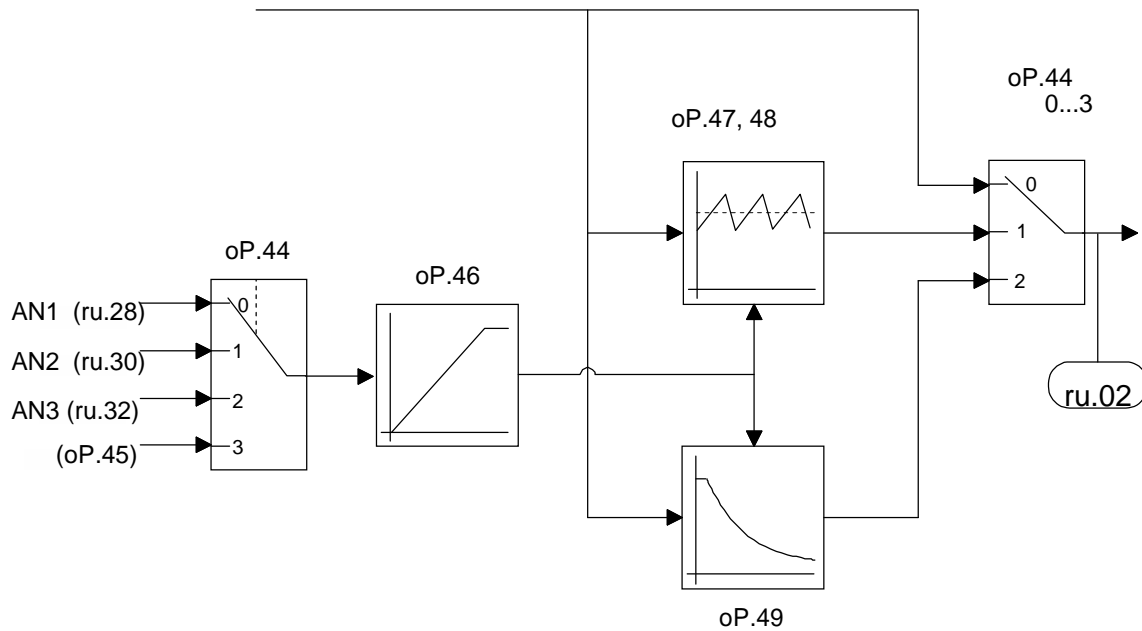 oP.44
0...3
oP.47, 48
0
1
2
oP.44
oP.46
AN1 (ru.28)
0
AN2 (ru.30)
1
AN3 (ru.32)
2
(oP.45)
3
ru.02
oP.49